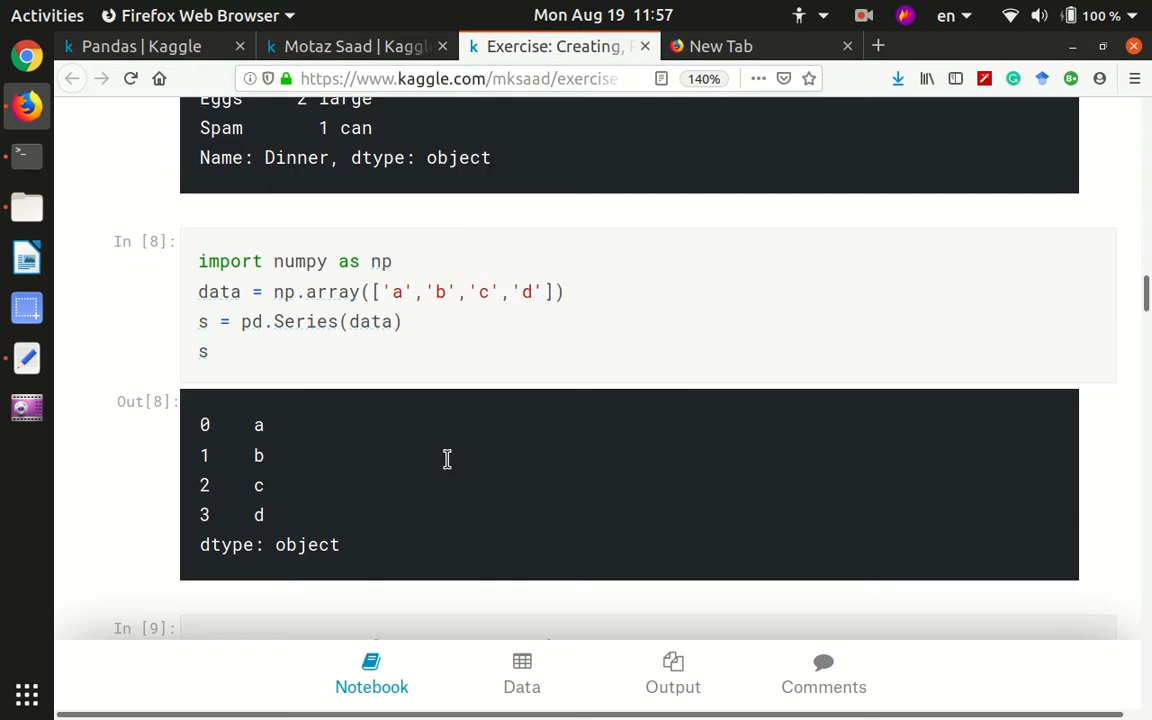 Activities Firefox Web Browser Mon Aug 19 11:57 en 100 %
Pandas | Kaggle Motaz Saad | Kaggl Exercise: Creating, New Tab
https://www.kaggle.com/mksaad/exercise 140%
Eggs 2 large
Spam 1 can
Name: Dinner, dtype: object
In [8]:
import numpy as np
data = np.array(['a','b','c','d'])
s = pd.Series(data)
s
Out[8]:
0 a
1 b
2 c
3 d
dtype: object
In [9]:
Notebook Data Output Comments